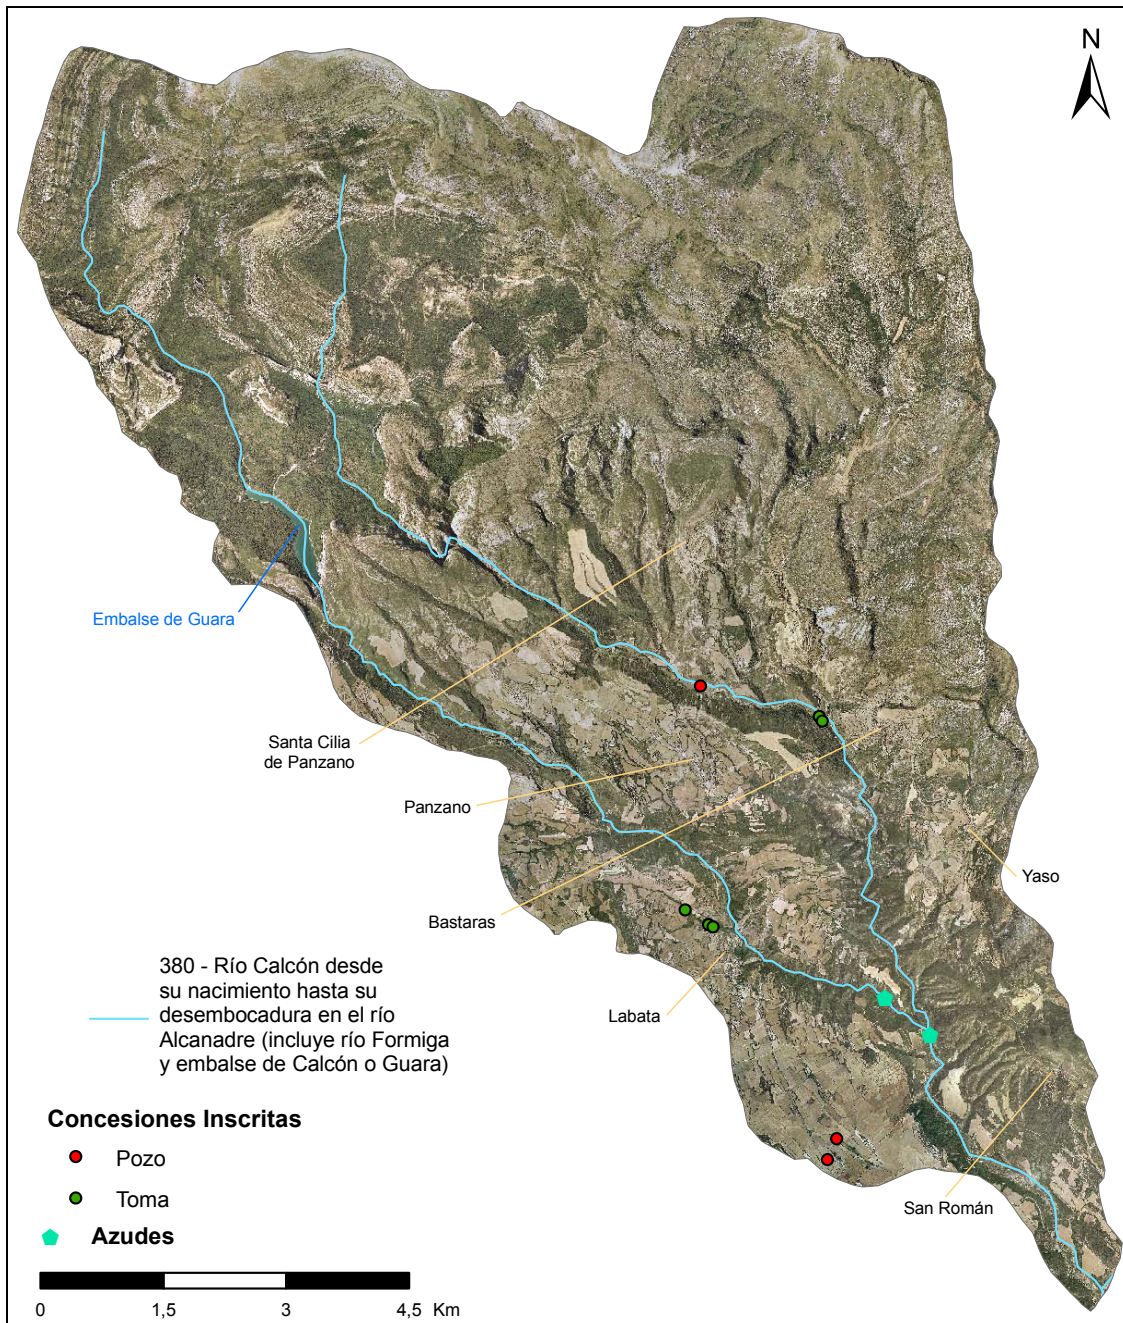 N
Embalse de Guara
Santa Cilia
de Panzano
Panzano
Bastaras
Yaso
Labata
San Román
380 - Río Calcón desde
su nacimiento hasta su
desembocadura en el río
Alcanadre (incluye río Formiga
y embalse de Calcón o Guara)
Concesiones Inscritas
Pozo
Toma
Azudes
0 1,5 3 4,5 Km